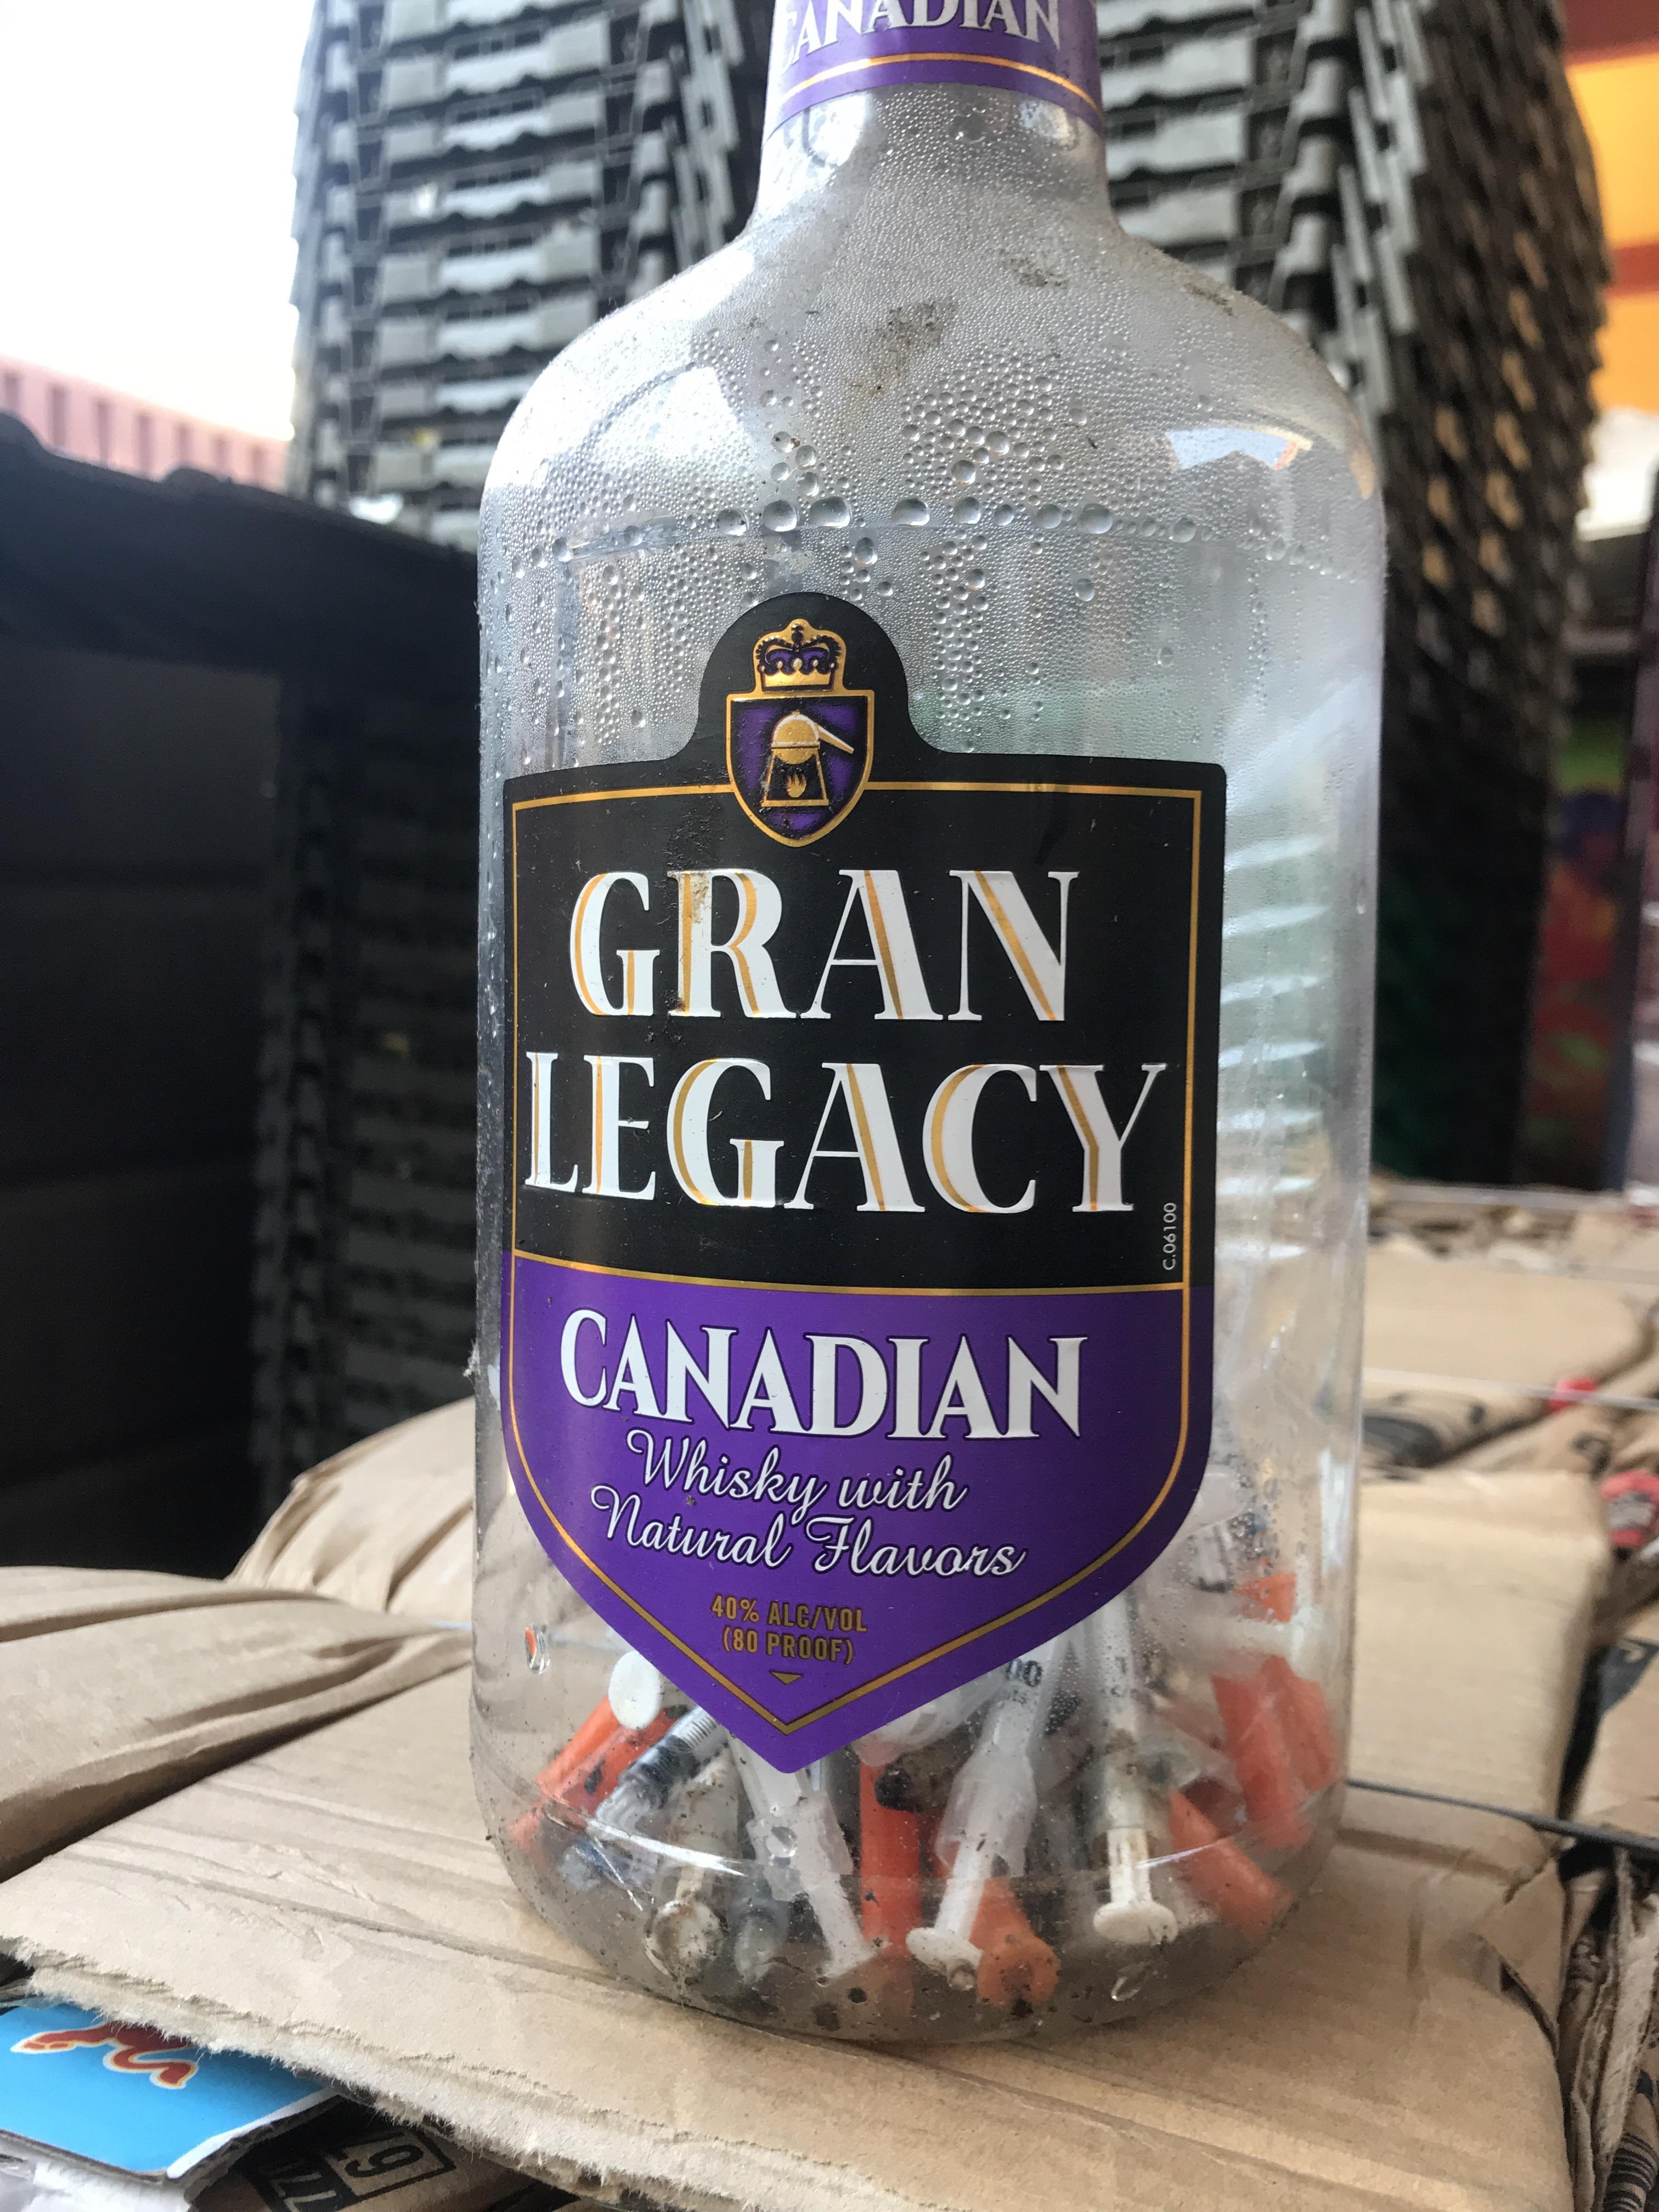 CANADIAN
GRAN
LEGACY
C.06100
CANADIAN
Whisky with
Natural Flavors
40% ALC/VOL
(80 PROOF)